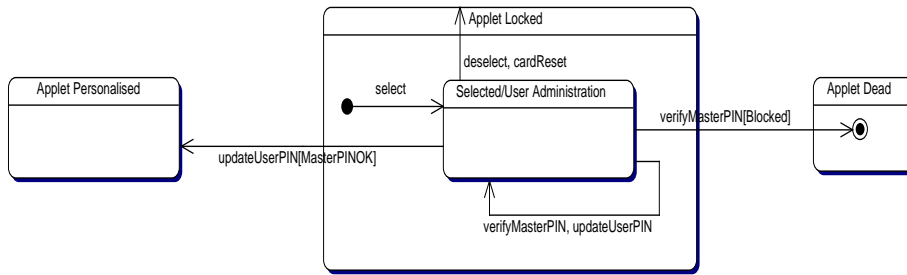 Applet Locked
deselect, cardReset
Applet Personalised
select
Selected/User Administration
Applet Dead
verifyMasterPIN[Blocked]
updateUserPIN[MasterPINOK]
verifyMasterPIN, updateUserPIN